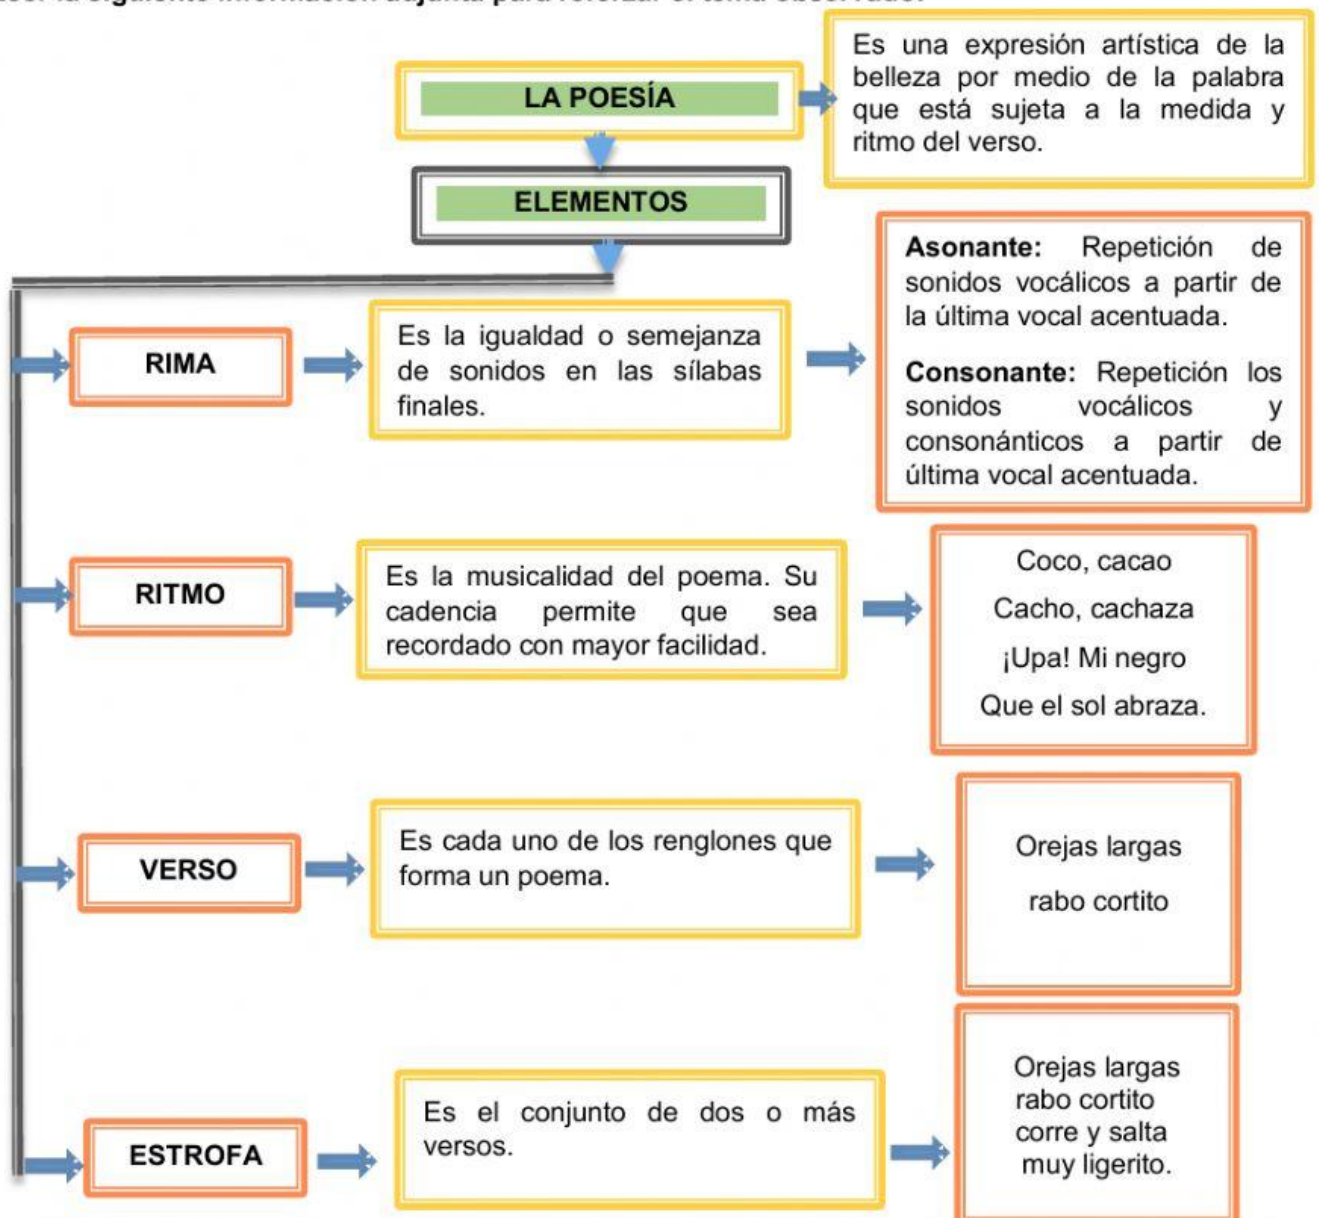 LA POESÍA
Es una expresión artística de la
belleza por medio de la palabra
que está sujeta a la medida y
ritmo del verso.
ELEMENTOS
RIMA
Es la igualdad o semejanza
de sonidos en las sílabas
finales.
Asonante: Repetición de
sonidos vocálicos a partir de
la última vocal acentuada.
Consonante: Repetición los
sonidos vocálicos y
consonánticos a partir de
última vocal acentuada.
RITMO
Es la musicalidad del poema. Su
cadencia permite que sea
recordado con mayor facilidad.
Coco, cacao
Cacho, cachaza
¡Upa! Mi negro
Que el sol abraza.
VERSO
Es cada uno de los renglones que
forma un poema.
Orejas largas
rabo cortito
ESTROFA
Es el conjunto de dos o más
versos.
Orejas largas
rabo cortito
corre y salta
muy ligerito.